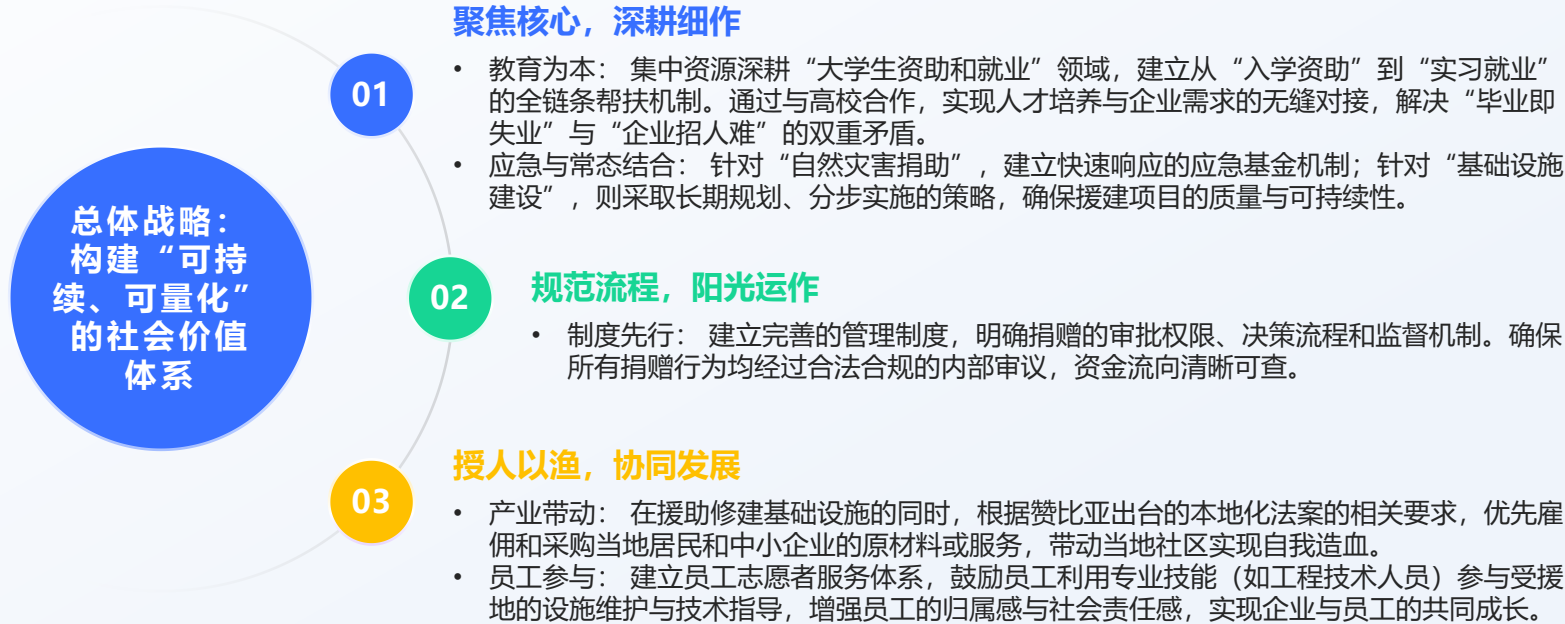 总体战略：
构建“可持
续、可量化”
的社会价值
体系
01
聚焦核心，深耕细作
• 教育为本： 集中资源深耕“大学生资助和就业”领域，建立从“入学资助”到“实习就业”
的全链条帮扶机制。通过与高校合作，实现人才培养与企业需求的无缝对接，解决“毕业即
失业”与“企业招人难”的双重矛盾。
• 应急与常态结合： 针对“自然灾害捐助”，建立快速响应的应急基金机制；针对“基础设施
建设”，则采取长期规划、分步实施的策略，确保援建项目的质量与可持续性。
02
规范流程，阳光运作
• 制度先行： 建立完善的管理制度，明确捐赠的审批权限、决策流程和监督机制。确保
所有捐赠行为均经过合法合规的内部审议，资金流向清晰可查。
03
授人以渔，协同发展
• 产业带动： 在援助修建基础设施的同时，根据赞比亚出台的本地化法案的相关要求，优先雇
佣和采购当地居民和中小企业的原材料或服务，带动当地社区实现自我造血。
• 员工参与： 建立员工志愿者服务体系，鼓励员工利用专业技能（如工程技术人员）参与受援
地的设施维护与技术指导，增强员工的归属感与社会责任感，实现企业与员工的共同成长。